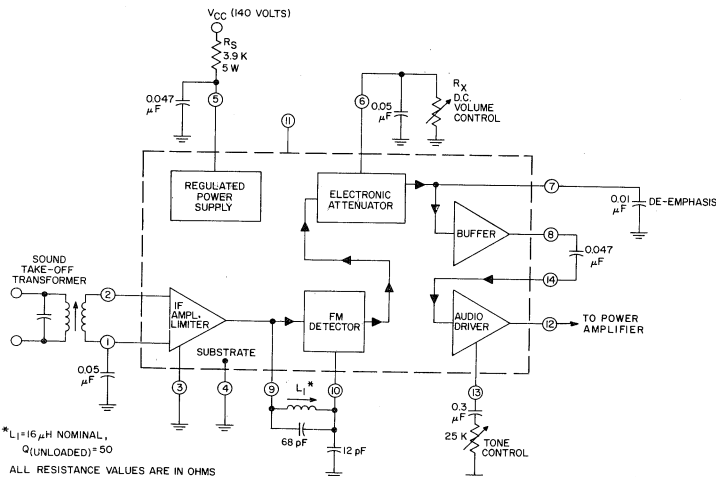 VCC (140 VOLTS)
RS
3.9 K
5 W
0.047
μF
5
11
6
0.05
μF
RX
D.C.
VOLUME
CONTROL
REGULATED
POWER
SUPPLY
ELECTRONIC
ATTENUATOR
7
0.01
μF
DE-EMPHASIS
BUFFER
8
0.047
μF
14
SOUND
TAKE-OFF
TRANSFORMER
2
1
IF
AMPL.
LIMITER
FM
DETECTOR
AUDIO
DRIVER
12
TO POWER
AMPLIFIER
SUBSTRATE
0.05
μF
3
4
9
L1*
10
13
68 pF
12 pF
0.3
μF
25 K
TONE
CONTROL
*L1=16 μH NOMINAL,
Q(UNLOADED)=50
ALL RESISTANCE VALUES ARE IN OHMS